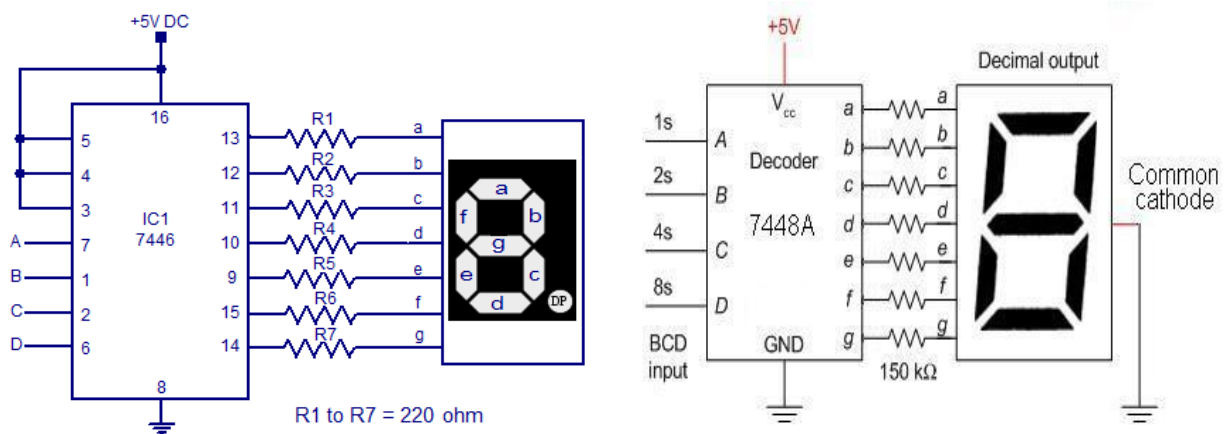 +5V DC
16
5
4
3
A
7
B
1
C
2
D
6
IC1
7446
13
12
11
10
9
15
14
8
R1
R2
R3
R4
R5
R6
R7
a
b
c
d
e
f
g
a
f
b
g
e
c
d
DP
R1 to R7 = 220 ohm
+5V
Vcc
Decoder
7448A
GND
1s
2s
4s
8s
A
B
C
D
BCD
input
a
b
c
d
e
f
g
150 kΩ
a
b
c
d
e
f
g
Decimal output
Common
cathode